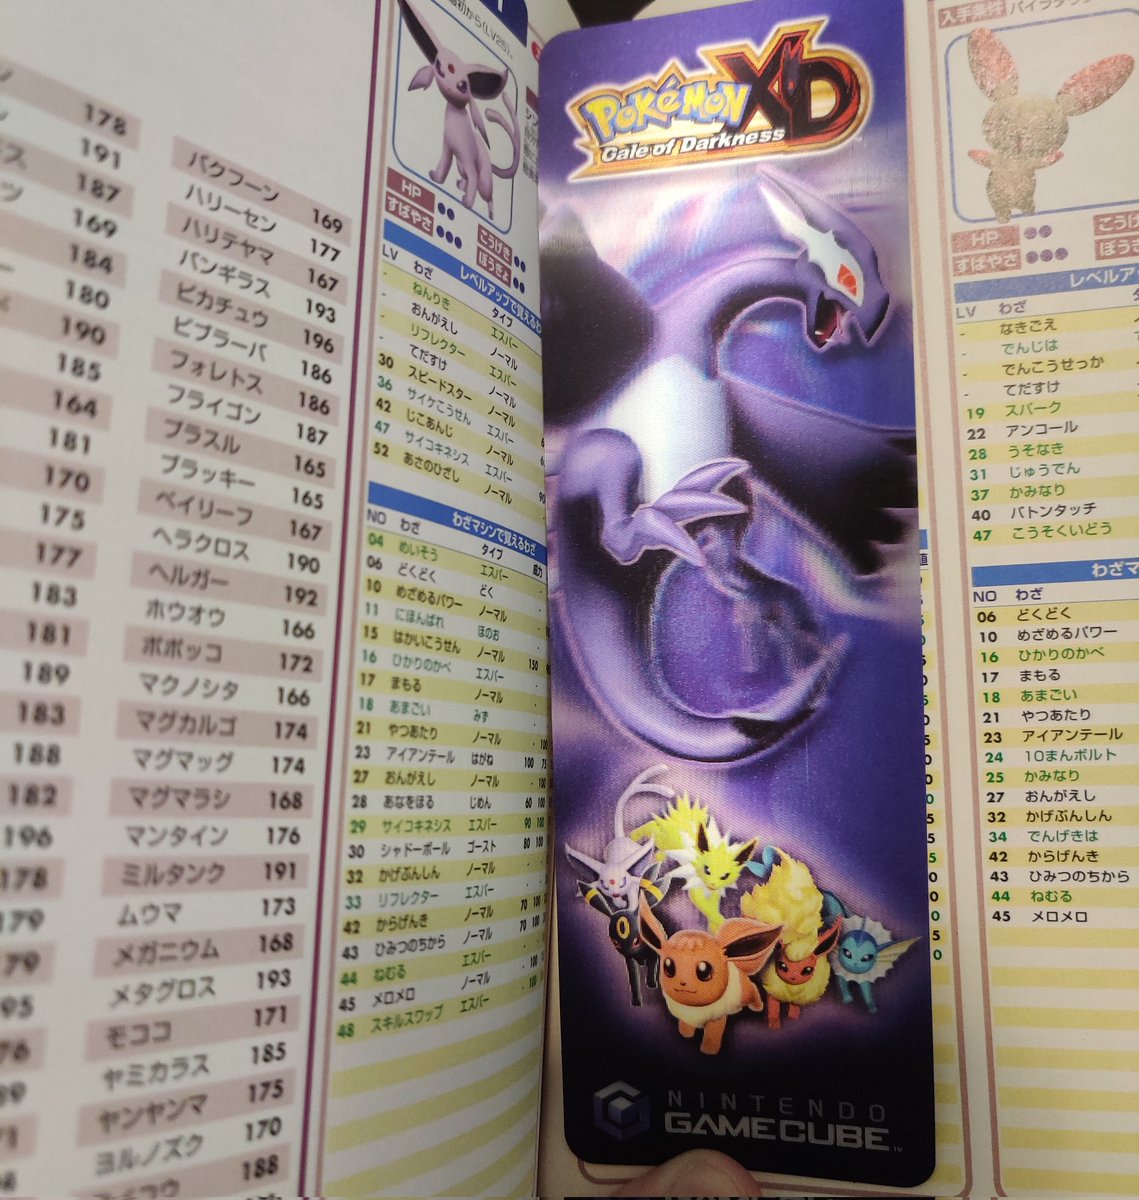 178
191
187
169
184
180
190
185
164
181
170
175
177
183
181
189
183
188
182
196
178
179
バクフーン 169
ハリーセン 177
ハリテヤマ 167
バンギラス 193
ピカチュウ 196
ビブラーバ 186
フォレトス 186
フライゴン 187
プラスル 165
ブラッキー 165
ベイリーフ 167
ヘラクロス 190
ヘルガー 192
ホウオウ 166
ポポッコ 172
マクノシタ 166
マグカルゴ 174
マグマッグ 174
マグマラシ 168
マンタイン 176
ミルタンク 191
ムウマ 173
メガニウム 168
メタグロス 193
モココ 171
ヤミカラス 185
ヤンヤンマ 175
ヨルノズク 170
188
初から(LV25)
HP
すばやさ
こうげき
ぼうぎょ
レベルアップで覚えるわ
LV わざ タイプ
- ねんりき エスパー
- おんがえし ノーマル
- リフレクター エスパー
- てだすけ ノーマル
30 スピードスター ノーマル
36 サイケこうせん エスパー
42 じこあんじ ノーマル
47 サイコキネシス エスパー 90
52 あさのひざし ノーマル
わざマシンで覚えるわざ
NO わざ タイプ 威力
04 めいそう エスパー -
06 どくどく どく -
10 めざめるパワー ノーマル -
11 にほんばれ ほのお
15 はかいこうせん ノーマル 150
16 ひかりのかべ エスパー -
17 まもる ノーマル -
18 あまごい みず -
21 やつあたり ノーマル - 100
23 アイアンテール はがね 100 75
27 おんがえし ノーマル - 100
28 あなをほる じめん 60 100
29 サイコキネシス エスパー 90 100
30 シャドーボール ゴースト 80 100
32 かげぶんしん ノーマル -
33 リフレクター エスパー
42 からげんき ノーマル 70 100
43 ひみつのちから ノーマル 70 100
44 ねむる エスパー
45 メロメロ ノーマル - 100
48 スキルスワップ エスパー - 100
POKéMON XD
Gale of Darkness
NINTENDO
GAMECUBE™
入手条件
HP
すばやさ
こうげ
ぼうぎ
レベルア
LV わざ
- なきごえ
- でんじは
- でんこうせっか
- てだすけ
19 スパーク
22 アンコール
28 うそなき
31 じゅうでん
37 かみなり
40 バトンタッチ
47 こうそくいどう
わざマ
NO わざ
06 どくどく
10 めざめるパワー
16 ひかりのかべ
17 まもる
18 あまごい
21 やつあたり
23 アイアンテール
24 10まんボルト
25 かみなり
27 おんがえし
32 かげぶんしん
34 でんげきは
42 からげんき
43 ひみつのちから
44 ねむる
45 メロメロ